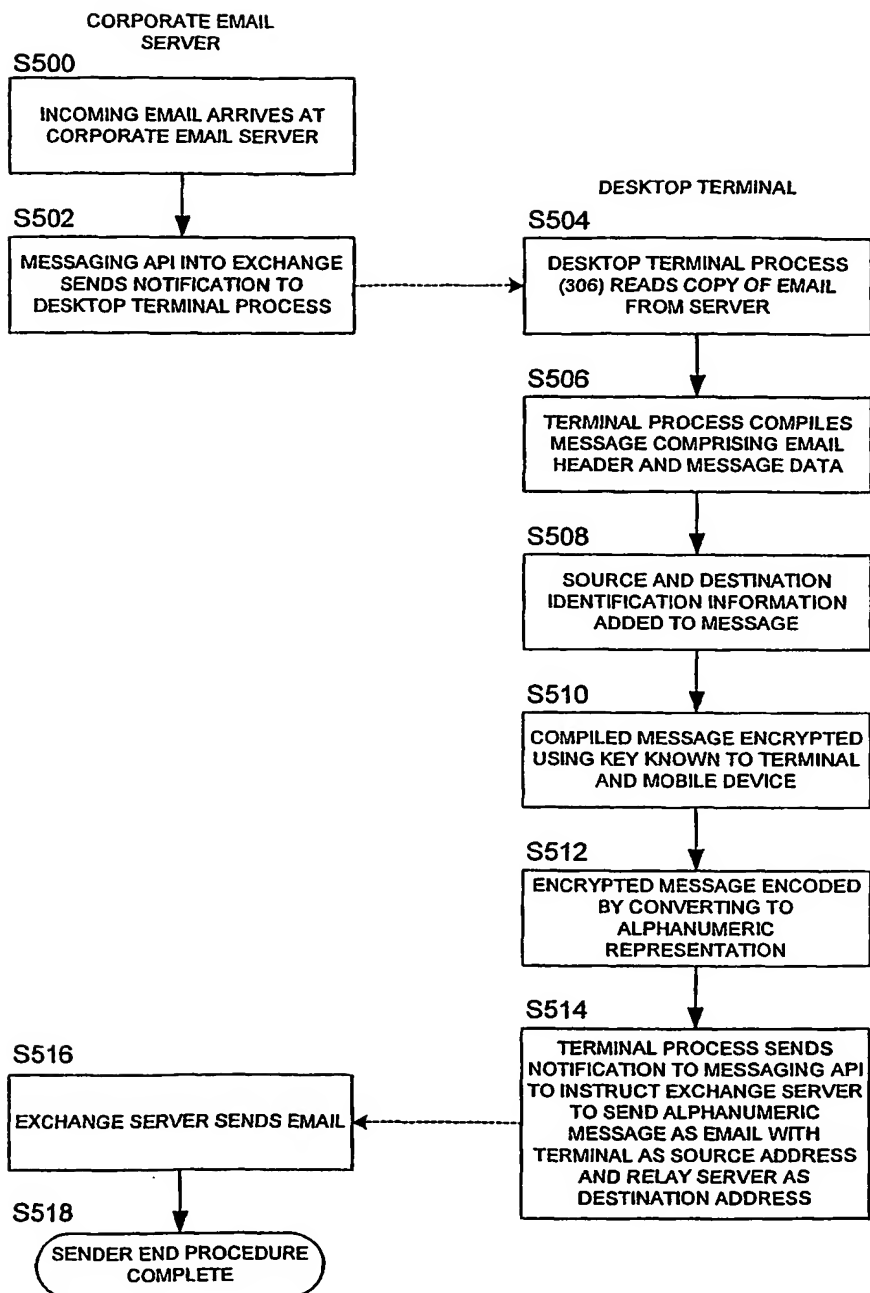 CORPORATE EMAIL
SERVER
S500
INCOMING EMAIL ARRIVES AT
CORPORATE EMAIL SERVER
DESKTOP TERMINAL
S502
MESSAGING API INTO EXCHANGE
SENDS NOTIFICATION TO
DESKTOP TERMINAL PROCESS
S504
DESKTOP TERMINAL PROCESS
(306) READS COPY OF EMAIL
FROM SERVER
S506
TERMINAL PROCESS COMPILES
MESSAGE COMPRISING EMAIL
HEADER AND MESSAGE DATA
S508
SOURCE AND DESTINATION
IDENTIFICATION INFORMATION
ADDED TO MESSAGE
S510
COMPILED MESSAGE ENCRYPTED
USING KEY KNOWN TO TERMINAL
AND MOBILE DEVICE
S512
ENCRYPTED MESSAGE ENCODED
BY CONVERTING TO
ALPHANUMERIC
REPRESENTATION
S514
TERMINAL PROCESS SENDS
NOTIFICATION TO MESSAGING API
TO INSTRUCT EXCHANGE SERVER
TO SEND ALPHANUMERIC
MESSAGE AS EMAIL WITH
TERMINAL AS SOURCE ADDRESS
AND RELAY SERVER AS
DESTINATION ADDRESS
S516
EXCHANGE SERVER SENDS EMAIL
S518
SENDER END PROCEDURE
COMPLETE